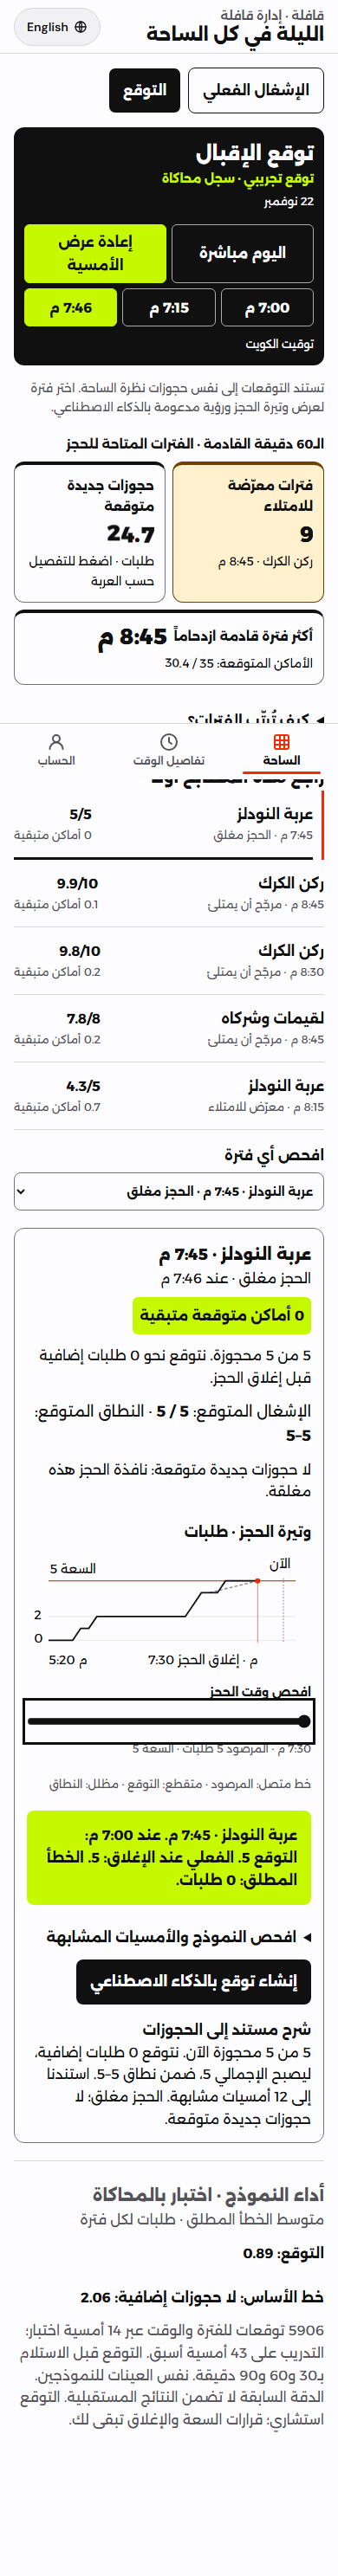 قافلة · إدارة قافلة
الليلة في كل الساحة
English
الإشغال الفعلي
التوقع
توقع الإقبال
توقع تجريبي · سجل محاكاة
22 نوفمبر
اليوم مباشرة
إعادة عرض
الأمسية
7:00 م
7:15 م
7:46 م
توقيت الكويت
تستند التوقعات إلى نفس حجوزات نظرة الساحة. اختر فترة
لعرض وتيرة الحجز ورؤية مدعومة بالذكاء الاصطناعي.
الـ60 دقيقة القادمة · الفترات المتاحة للحجز
فترات معرّضة
للامتلاء
9
ركن الكرك · 8:45 م
حجوزات جديدة
متوقعة
24.7
طلبات · اضغط للتفصيل
حسب العربة
أكثر فترة قادمة ازدحاماً 8:45 م
الأماكن المتوقعة: 35 / 30.4
كيف تُرتّب الفترات؟
الساحة
تفاصيل الوقت
الحساب
عربة النودلز
5/5
7:45 م · الحجز مغلق
0 أماكن متبقية
ركن الكرك
9.9/10
8:45 م · مرجّح أن يمتلئ
0.1 أماكن متبقية
ركن الكرك
9.8/10
8:30 م · مرجّح أن يمتلئ
0.2 أماكن متبقية
لقيمات وشركاه
7.8/8
8:45 م · مرجّح أن يمتلئ
0.2 أماكن متبقية
عربة النودلز
4.3/5
8:15 م · معرّض للامتلاء
0.7 أماكن متبقية
افحص أي فترة
عربة النودلز · 7:45 م · الحجز مغلق
عربة النودلز · 7:45 م
الحجز مغلق · عند 7:46 م
0 أماكن متوقعة متبقية
5 من 5 محجوزة. نتوقع نحو 0 طلبات إضافية
قبل إغلاق الحجز.
الإشغال المتوقع: 5 / 5 · النطاق المتوقع:
5–5
لا حجوزات جديدة متوقعة: نافذة الحجز هذه
مغلقة.
وتيرة الحجز · طلبات
الآن
السعة 5
2
0
5:20 م
م · إغلاق الحجز 7:30
افحص وقت الحجز
7:30 م · المرصود 5 طلبات · السعة 5
خط متصل: المرصود · متقطع: التوقع · مظلل: النطاق
عربة النودلز · 7:45 م. عند 7:00 م:
التوقع 5. الفعلي عند الإغلاق: 5. الخطأ
المطلق: 0 طلبات.
افحص النموذج والأمسيات المشابهة
إنشاء توقع بالذكاء الاصطناعي
شرح مستند إلى الحجوزات
5 من 5 محجوزة الآن. نتوقع 0 طلبات إضافية،
ليصبح الإجمالي 5، ضمن نطاق 5–5. استندنا
إلى 12 أمسيات مشابهة. الحجز مغلق؛ لا
حجوزات جديدة متوقعة.
أداء النموذج · اختبار بالمحاكاة
متوسط الخطأ المطلق · طلبات لكل فترة
التوقع: 0.89
خط الأساس: لا حجوزات إضافية: 2.06
5906 توقعات للفترة والوقت عبر 14 أمسية اختبار؛
التدريب على 43 أمسية أسبق. التوقع قبل الاستلام
بـ30 و60 و90 دقيقة. نفس العينات للنموذجين.
الدقة السابقة لا تضمن النتائج المستقبلية. التوقع
استشاري؛ قرارات السعة والإغلاق تبقى لك.